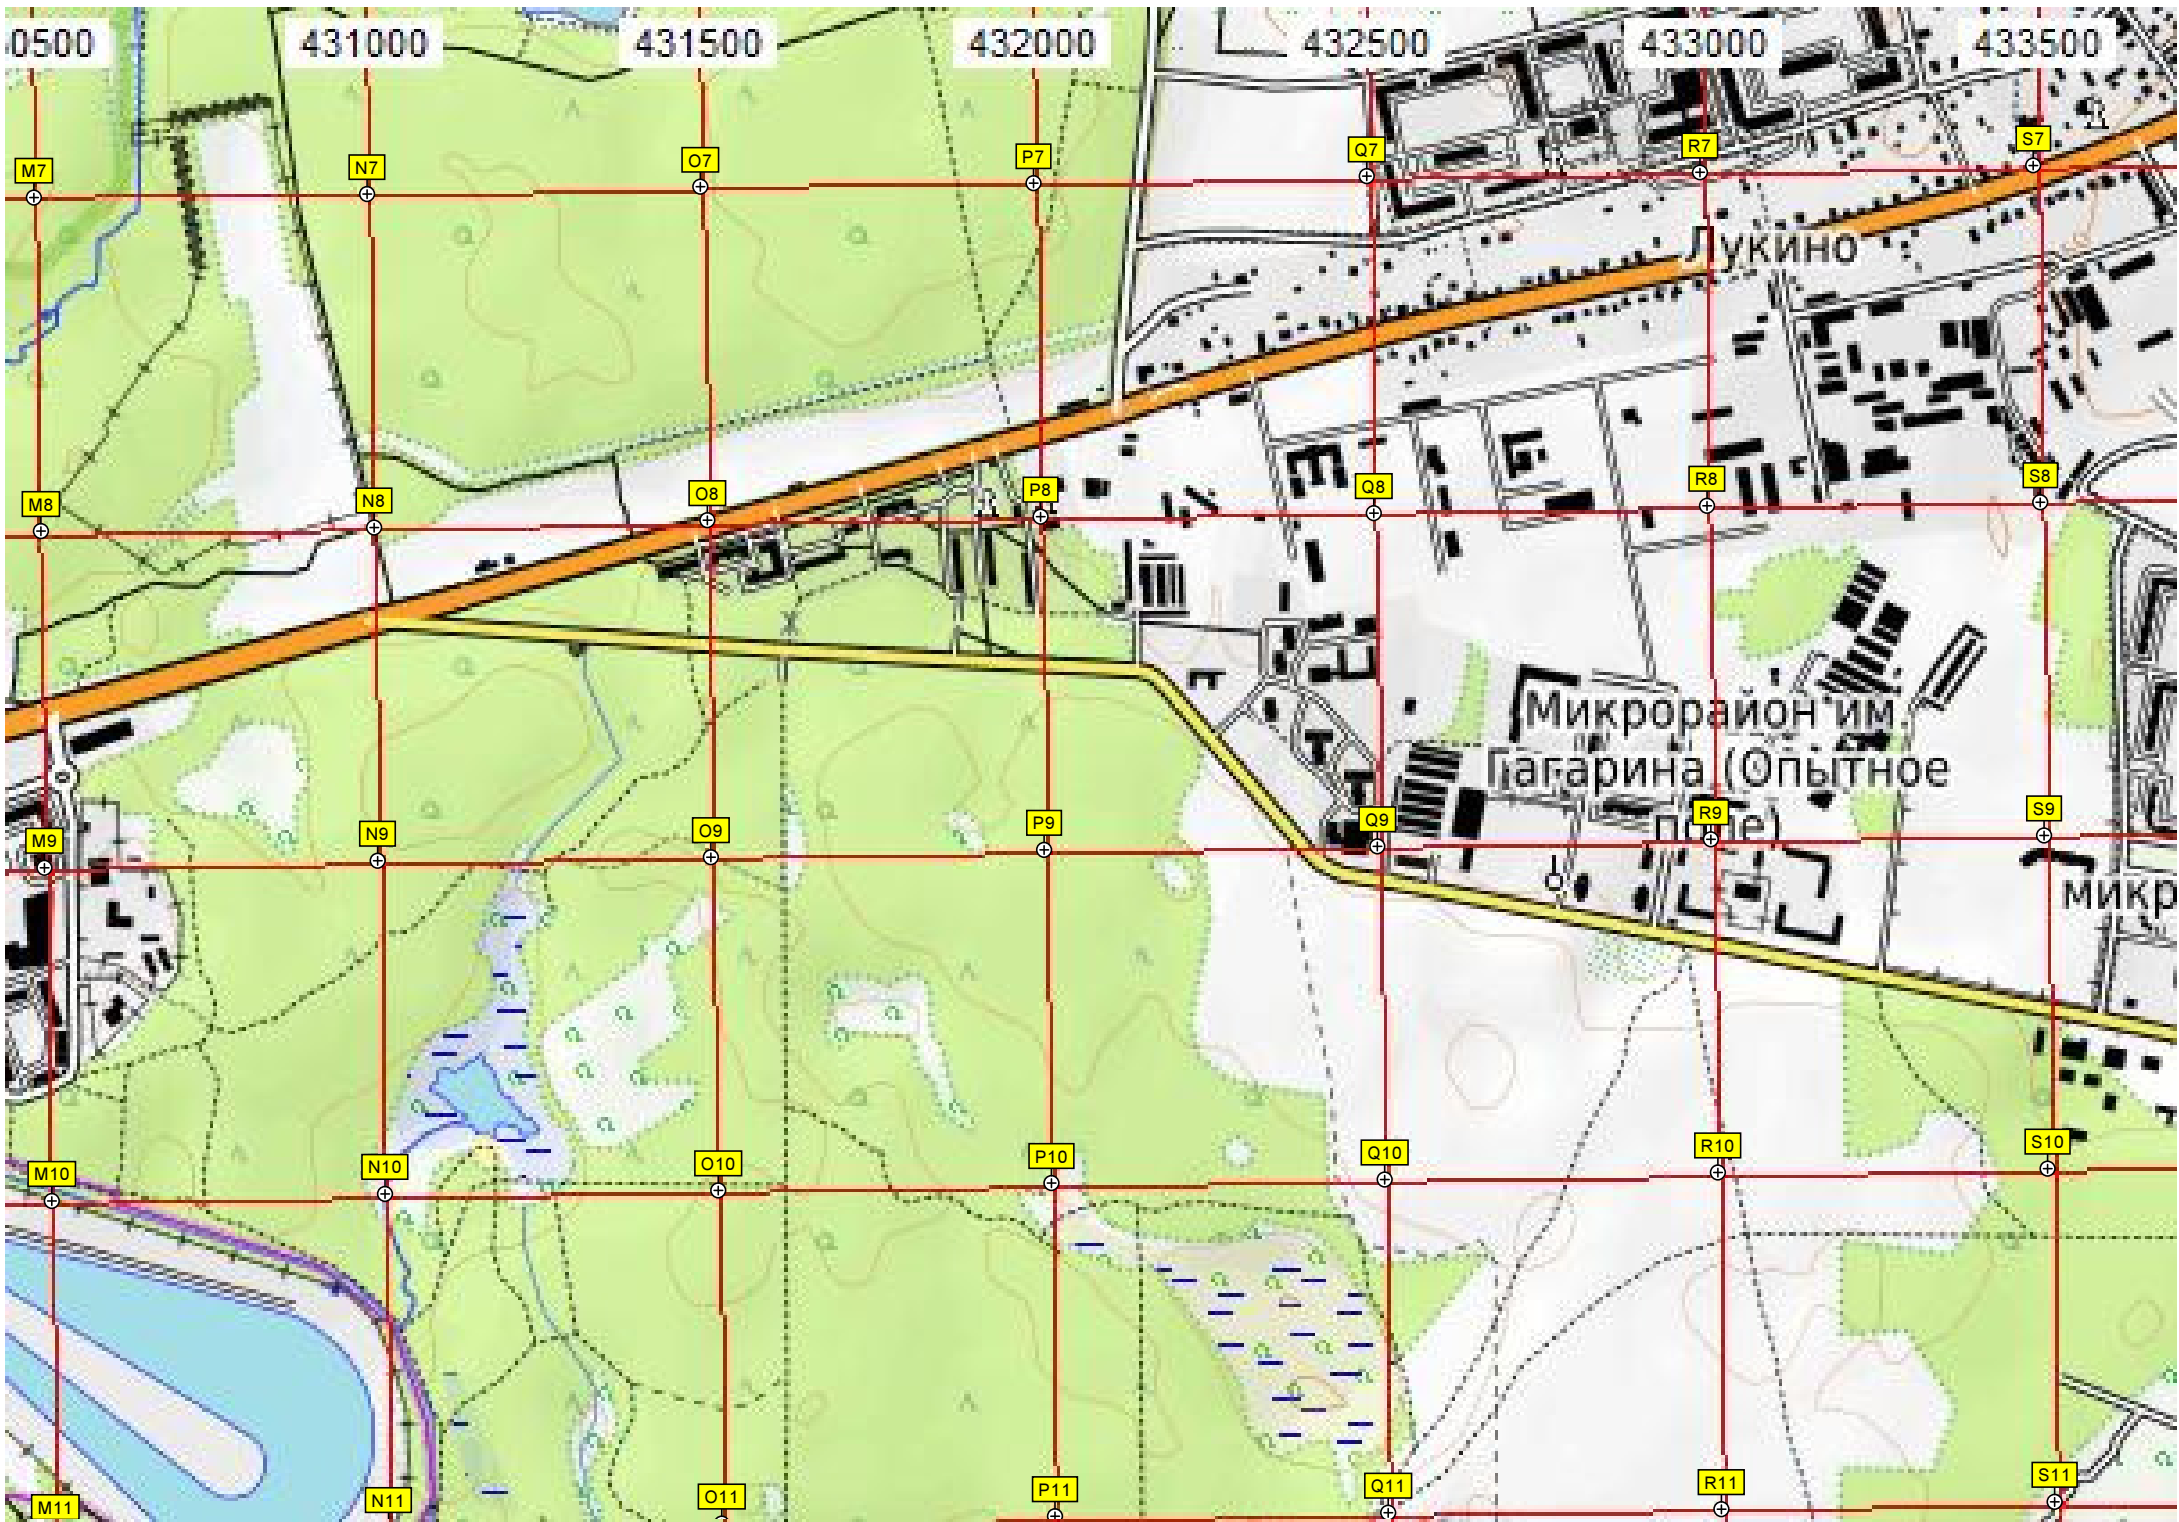 0500 431000 431500 432000 432500 433000 433500
M7 N7 O7 P7 Q7 R7 S7
Лукино
M8 N8 O8 P8 Q8 R8 S8
Микрорайон им.
Гагарина (Опытное
поле)
M9 N9 O9 P9 Q9 R9 S9
микр
M10 N10 O10 P10 Q10 R10 S10
M11 N11 O11 P11 Q11 R11 S11